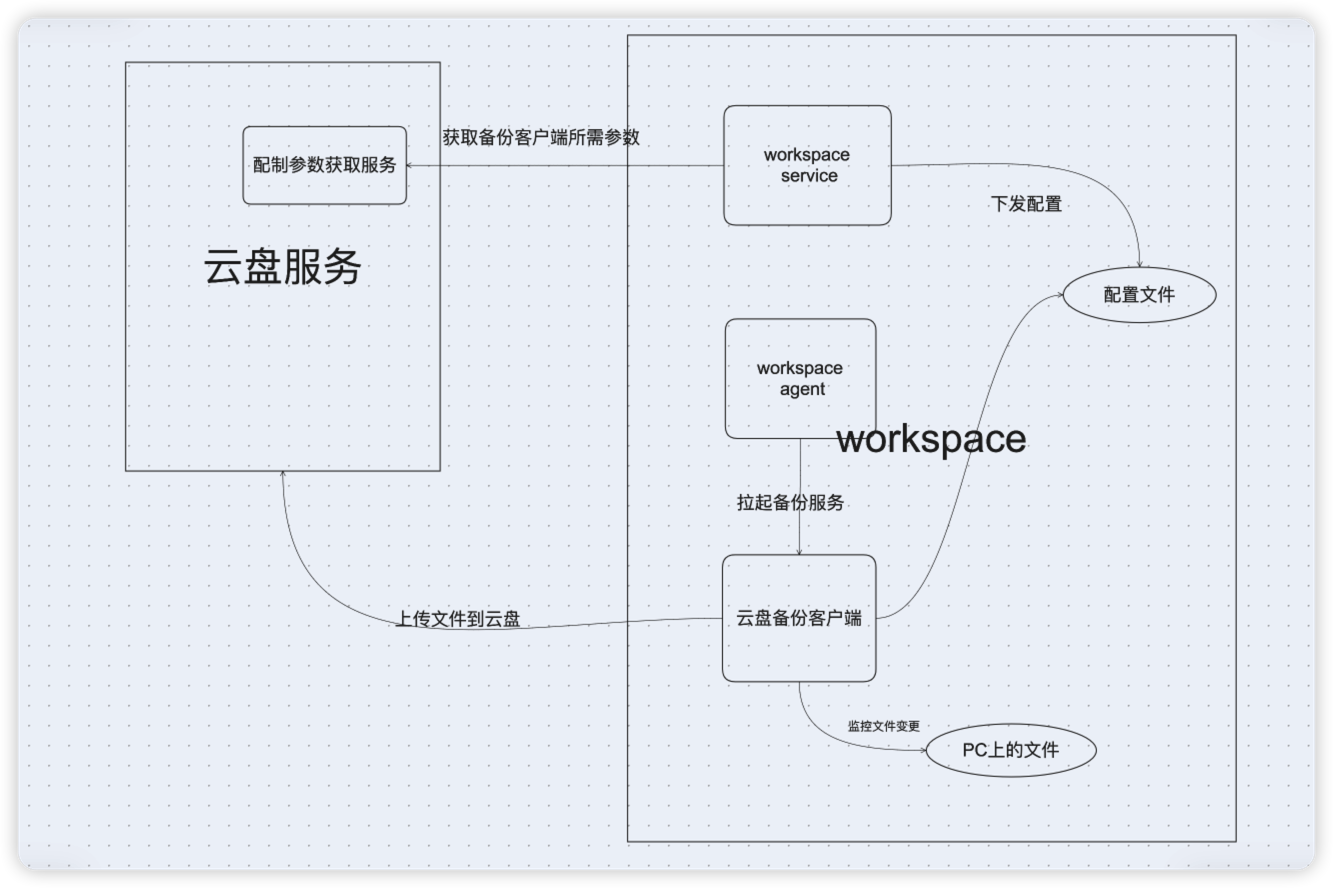 获取备份客户端所需参数
配制参数获取服务
workspace
service
下发配置
云盘服务
配置文件
workspace
agent
workspace
拉起备份服务
上传文件到云盘
云盘备份客户端
监控文件变更
PC上的文件